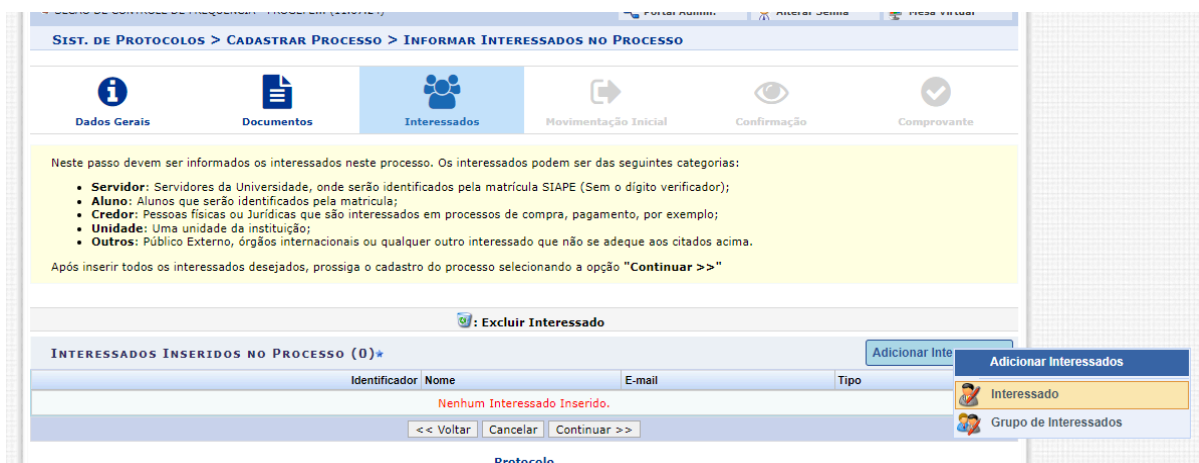 Portal Admin. Alterar Senha Mesa Virtual
SIST. DE PROTOCOLOS > CADASTRAR PROCESSO > INFORMAR INTERESSADOS NO PROCESSO
Dados Gerais Documentos Interessados Movimentação Inicial Confirmação Comprovante
Neste passo devem ser informados os interessados neste processo. Os interessados podem ser das seguintes categorias:
• Servidor: Servidores da Universidade, onde serão identificados pela matrícula SIAPE (Sem o dígito verificador);
• Aluno: Alunos que serão identificados pela matricula;
• Credor: Pessoas físicas ou Jurídicas que são interessados em processos de compra, pagamento, por exemplo;
• Unidade: Uma unidade da instituição;
• Outros: Público Externo, órgãos internacionais ou qualquer outro interessado que não se adeque aos citados acima.
Após inserir todos os interessados desejados, prossiga o cadastro do processo selecionando a opção "Continuar >>"
: Excluir Interessado
INTERESSADOS INSERIDOS NO PROCESSO (0)★ Adicionar Inte
Adicionar Interessados
Identificador Nome E-mail Tipo
Interessado
Nenhum Interessado Inserido.
Grupo de Interessados
<< Voltar Cancelar Continuar >>
Protocolo